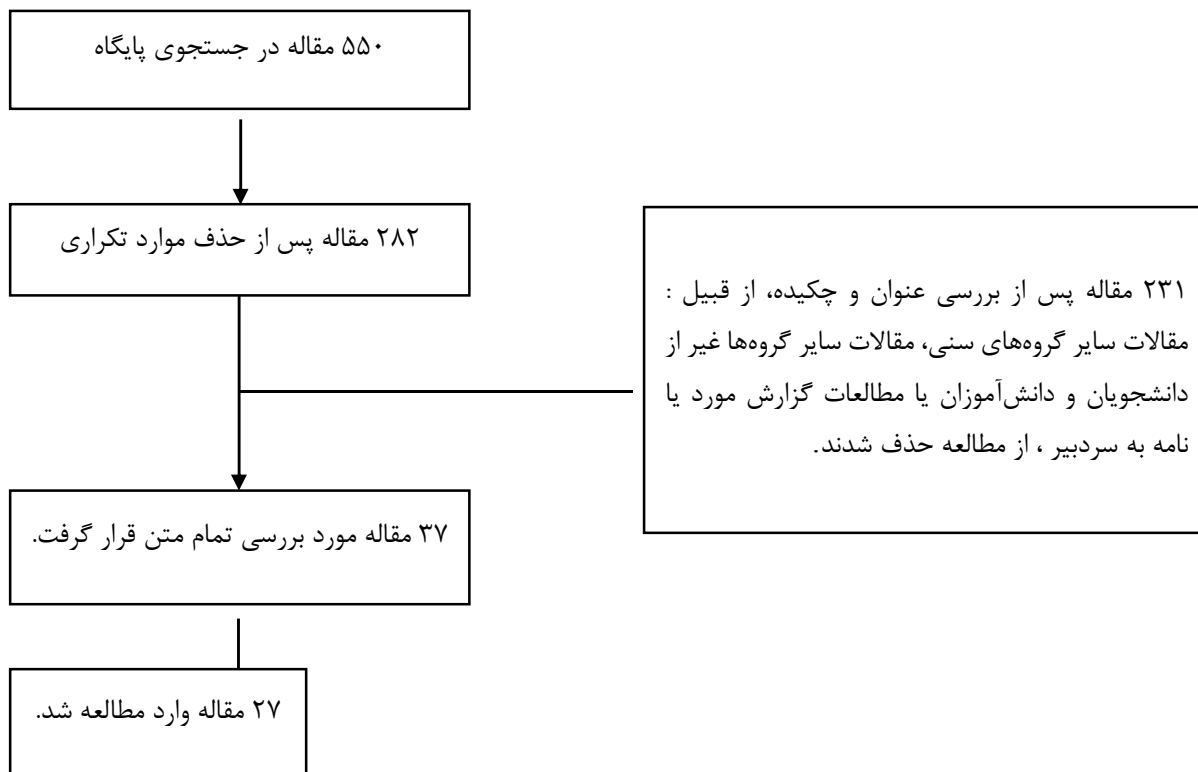 ۵۵۰ مقاله در جستجوی پایگاه
۲۸۲ مقاله پس از حذف موارد تکراری
۲۳۱ مقاله پس از بررسی عنوان و چکیده، از قبیل :
مقالات سایر گروه‌های سنی، مقالات سایر گروه‌ها غیر از
دانشجویان و دانش‌آموزان یا مطالعات گزارش مورد یا
نامه به سردبیر ، از مطالعه حذف شدند.
۳۷ مقاله مورد بررسی تمام متن قرار گرفت.
۲۷ مقاله وارد مطالعه شد.